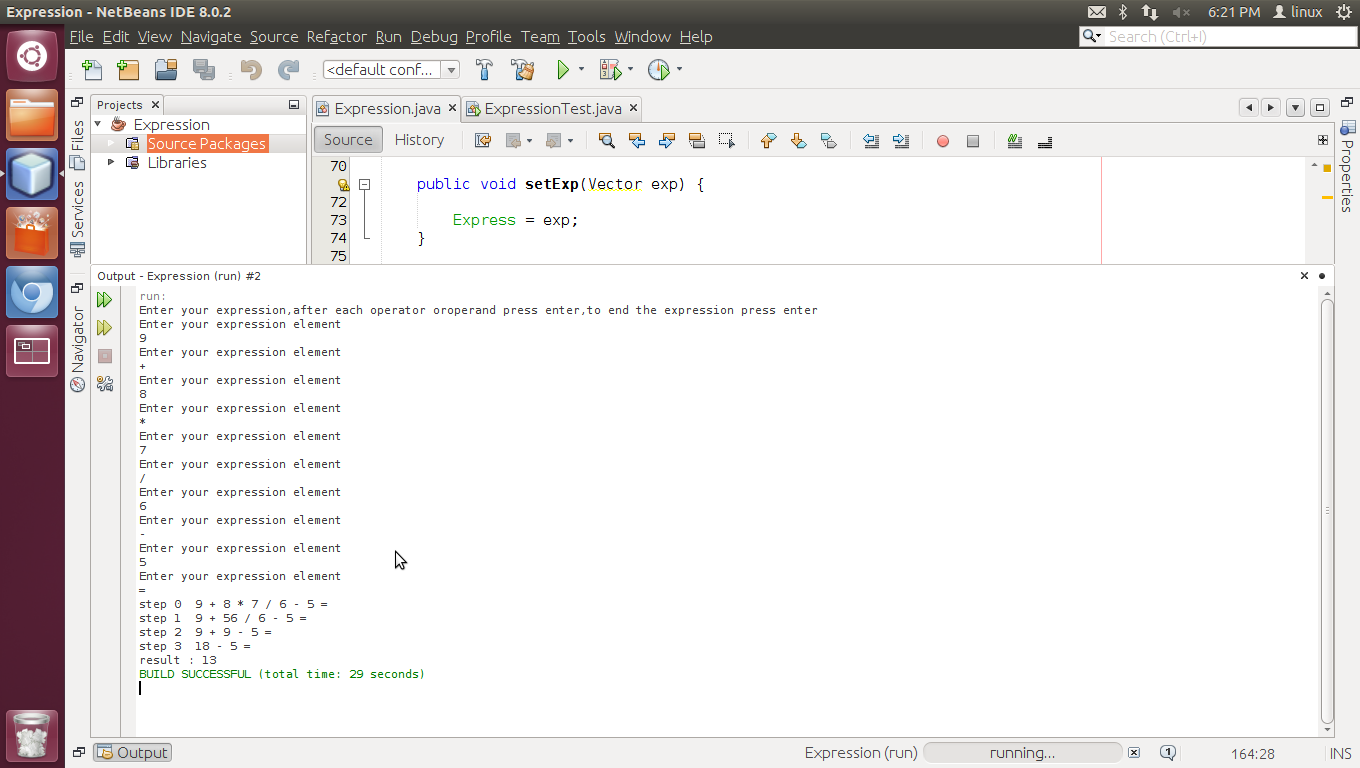 Expression - NetBeans IDE 8.0.2
6:21 PM
linux
File Edit View Navigate Source Refactor Run Debug Profile Team Tools Window Help
Search (Ctrl+I)
<default conf...
Projects
Expression
Source Packages
Libraries
Files
Services
Navigator
Expression.java
ExpressionTest.java
Source
History
Properties
70
public void setExp(Vector exp) {
72
73 Express = exp;
74 }
75
Output - Expression (run) #2
run:
Enter your expression,after each operator oroperand press enter,to end the expression press enter
Enter your expression element
9
Enter your expression element
+
Enter your expression element
8
Enter your expression element
*
Enter your expression element
7
Enter your expression element
/
Enter your expression element
6
Enter your expression element
-
Enter your expression element
5
Enter your expression element
=
step 0  9 + 8 * 7 / 6 - 5 =
step 1  9 + 56 / 6 - 5 =
step 2  9 + 9 - 5 =
step 3  18 - 5 =
result : 13
BUILD SUCCESSFUL (total time: 29 seconds)
Output
Expression (run)
running...
1
164:28
INS